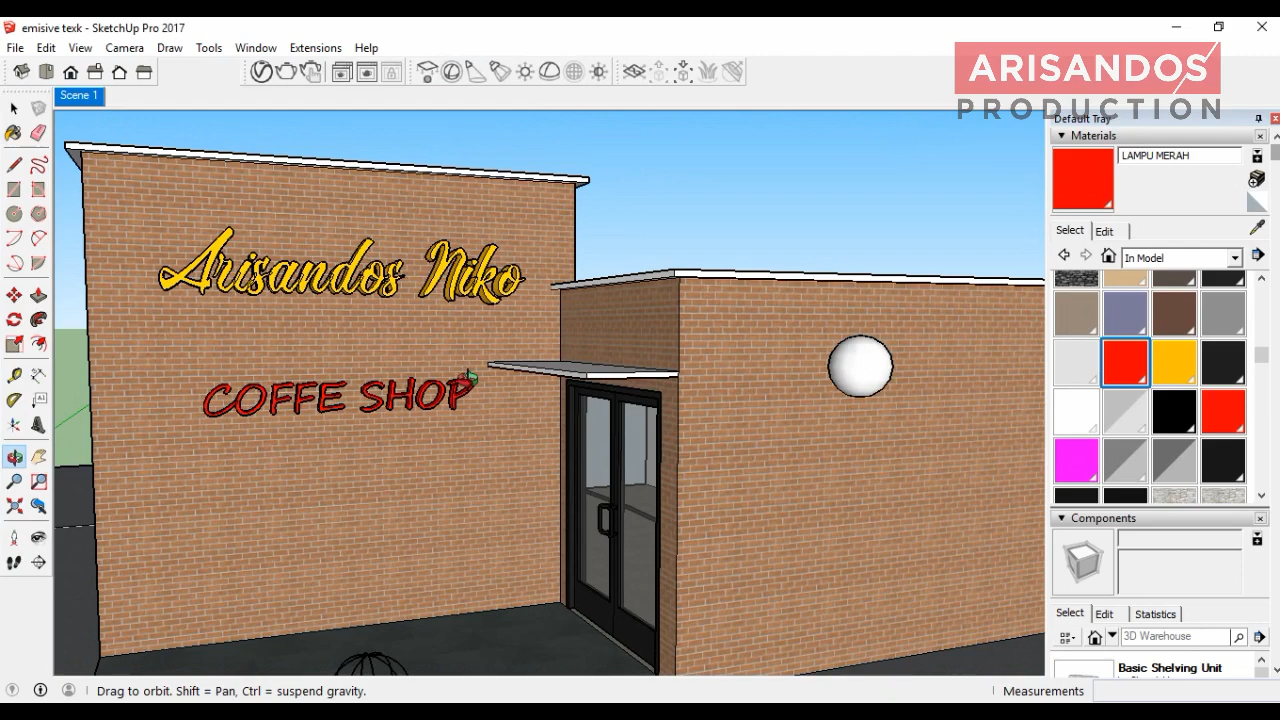 emisive texk - SketchUp Pro 2017
File Edit View Camera Draw Tools Window Extensions Help
ARISANDOS
PRODUCTION
Scene 1
Default Tray
Materials
LAMPU MERAH
Select Edit
In Model
Arisandos Niko
COFFE SHOP
A1
Components
Select Edit Statistics
3D Warehouse
Basic Shelving Unit
Drag to orbit. Shift = Pan, Ctrl = suspend gravity.
Measurements